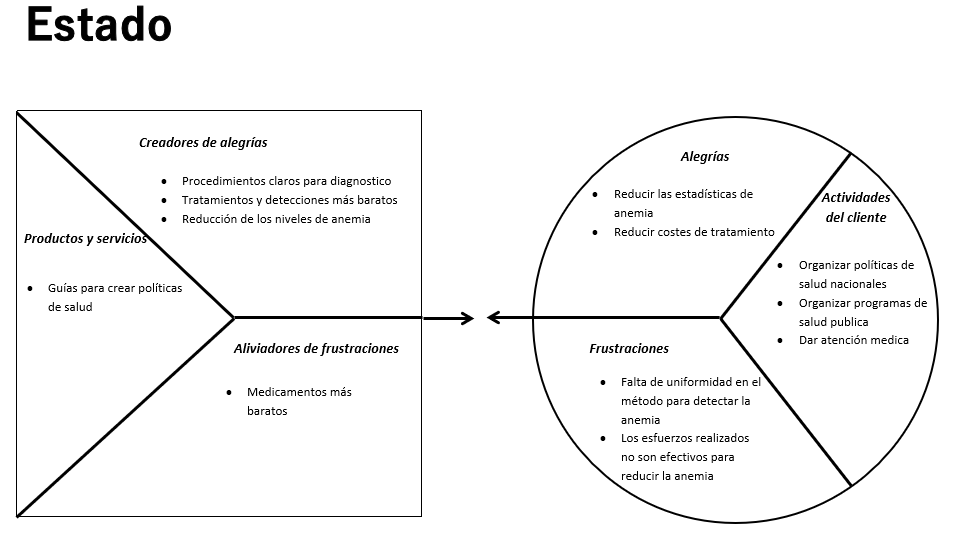 Estado
Creadores de alegrías
• Procedimientos claros para diagnostico
• Tratamientos y detecciones más baratos
• Reducción de los niveles de anemia
Productos y servicios
• Guías para crear políticas
de salud
Aliviadores de frustraciones
• Medicamentos más
baratos
Alegrías
• Reducir las estadísticas de
anemia
• Reducir costes de tratamiento
Actividades
del cliente
• Organizar políticas de
salud nacionales
• Organizar programas de
salud publica
• Dar atención medica
Frustraciones
• Falta de uniformidad en el
método para detectar la
anemia
• Los esfuerzos realizados
no son efectivos para
reducir la anemia